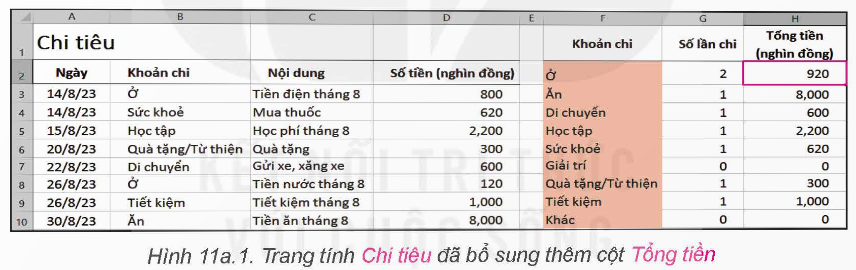 A B C D E F G H
1 Chi tiêu Khoản chi Số lần chi Tổng tiền (nghìn đồng)
2 Ngày Khoản chi Nội dung Số tiền (nghìn đồng) Ở 2 920
3 14/8/23 Ở Tiền điện tháng 8 800 Ăn 1 8,000
4 14/8/23 Sức khoẻ Mua thuốc 620 Di chuyển 1 600
5 15/8/23 Học tập Học phí tháng 8 2,200 Học tập 1 2,200
6 20/8/23 Quà tặng/Từ thiện Quà tặng 300 Sức khoẻ 1 620
7 22/8/23 Di chuyển Gửi xe, xăng xe 600 Giải trí 0 0
8 26/8/23 Ở Tiền nước tháng 8 120 Quà tặng/Từ thiện 1 300
9 26/8/23 Tiết kiệm Tiết kiệm tháng 8 1,000 Tiết kiệm 1 1,000
10 30/8/23 Ăn Tiền ăn tháng 8 8,000 Khác 0 0
KẾT NỐI TRI THỨC
VỚI CUỘC SỐNG
Hình 11a.1. Trang tính Chi tiêu đã bổ sung thêm cột Tổng tiền